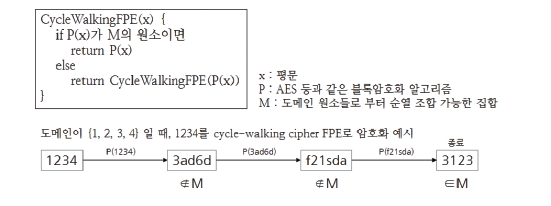 CycleWalkingFPE(x) {
if P(x)가 M의 원소이면
return P(x)
else
return CycleWalkingFPE(P(x))
}
x : 평문
P : AES 등과 같은 블록암호화 알고리즘
M : 도메인 원소들로 부터 순열 조합 가능한 집합
도메인이 {1, 2, 3, 4} 일 때, 1234를 cycle-walking cipher FPE로 암호화 예시
종료
1234 P(1234) 3ad6d P(3ad6d) f21sda P(f21sda) 3123
∉M ∉M ∈M